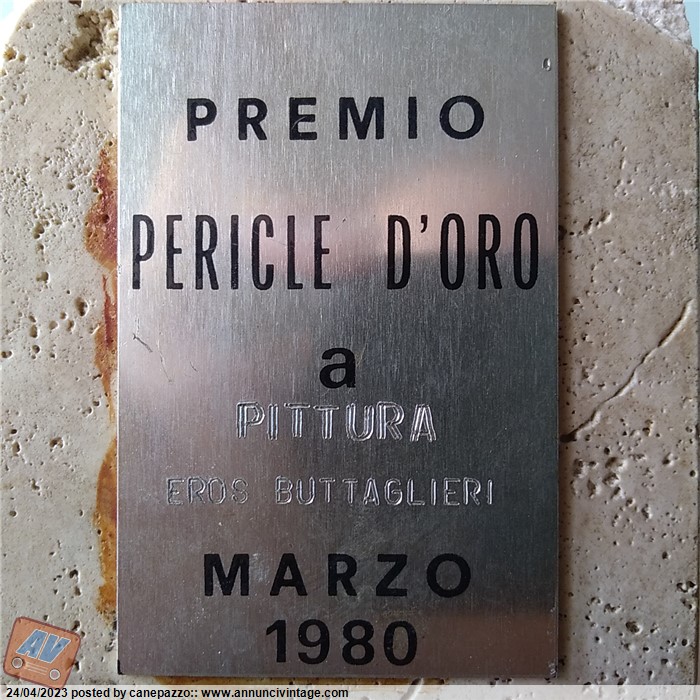 PREMIO
PERICLE D'ORO
a
PITTURA
EROS BUTTAGLIERI
MARZO
1980
AV
24/04/2023 posted by canepazzo:: www.annuncivintage.com